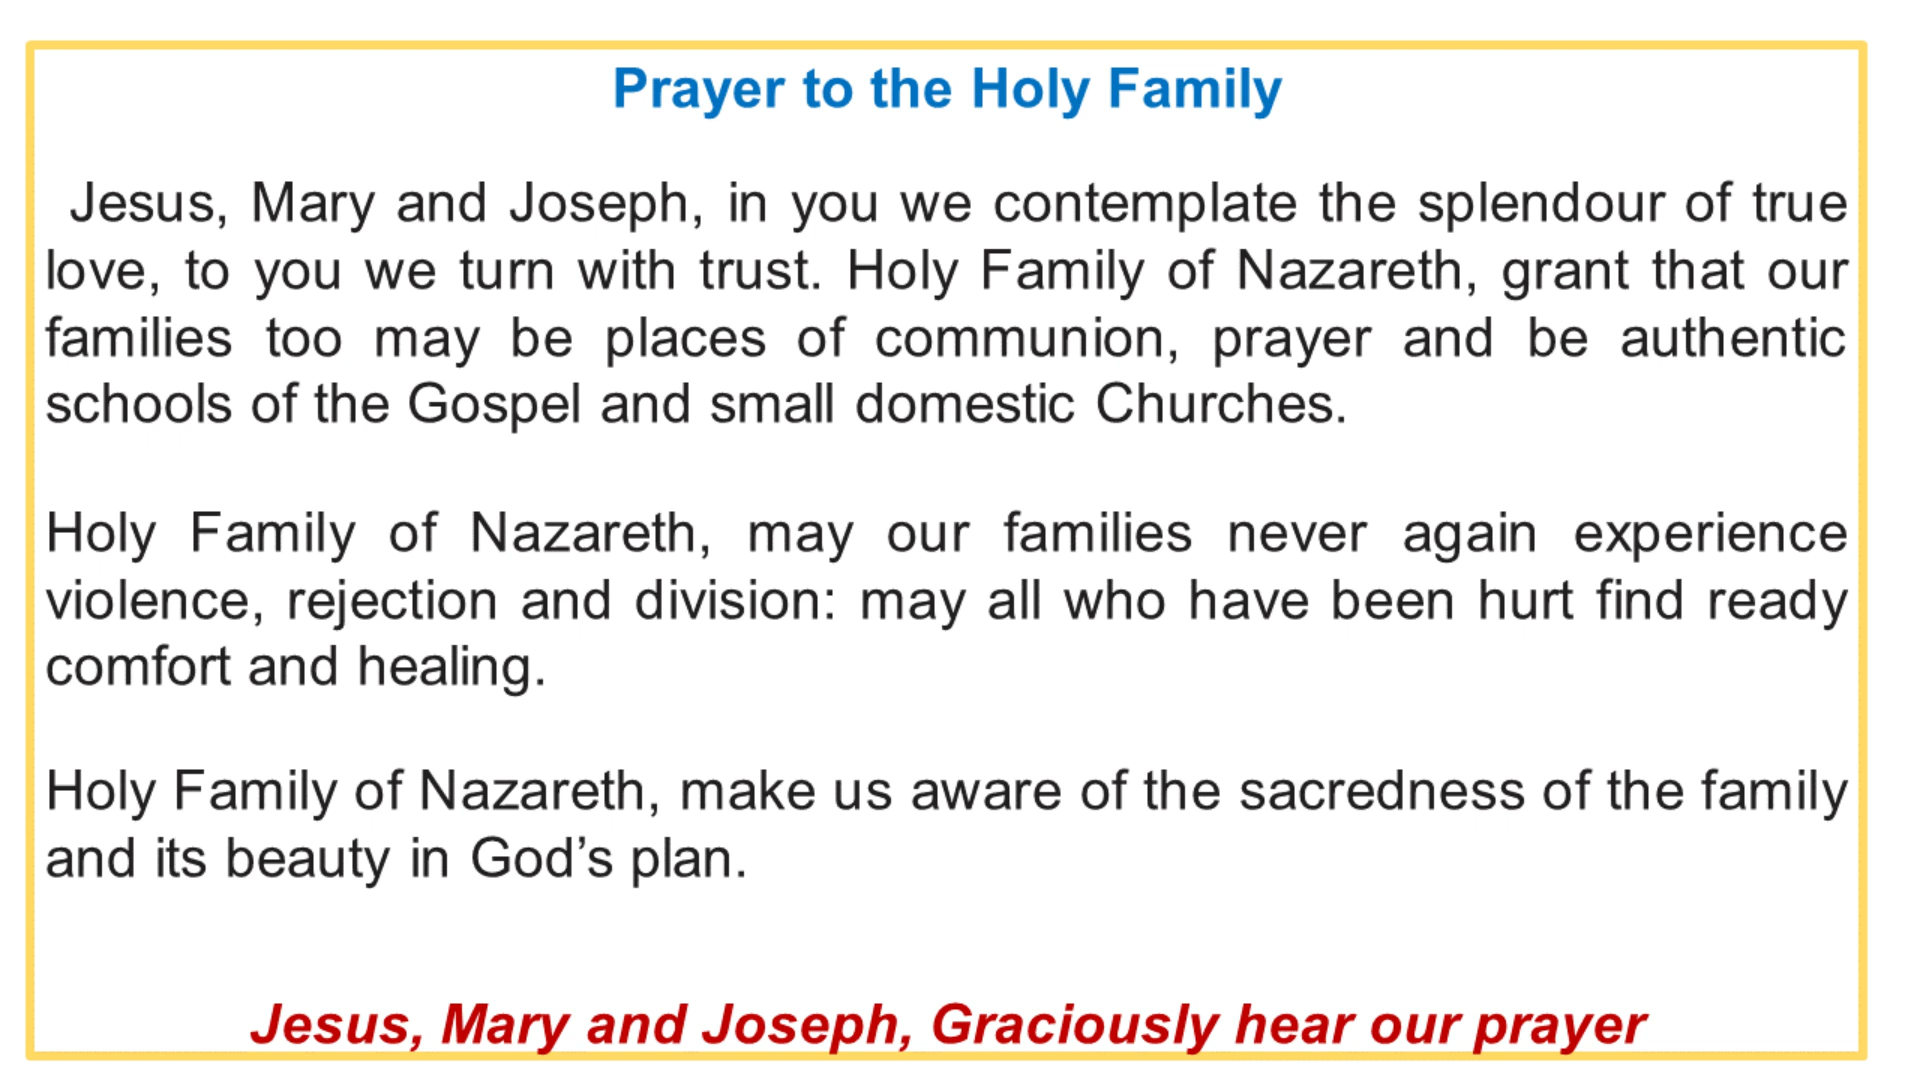 Prayer to the Holy Family
Jesus, Mary and Joseph, in you we contemplate the splendour of true
love, to you we turn with trust. Holy Family of Nazareth, grant that our
families too may be places of communion, prayer and be authentic
schools of the Gospel and small domestic Churches.
Holy Family of Nazareth, may our families never again experience
violence, rejection and division: may all who have been hurt find ready
comfort and healing.
Holy Family of Nazareth, make us aware of the sacredness of the family
and its beauty in God’s plan.
Jesus, Mary and Joseph, Graciously hear our prayer